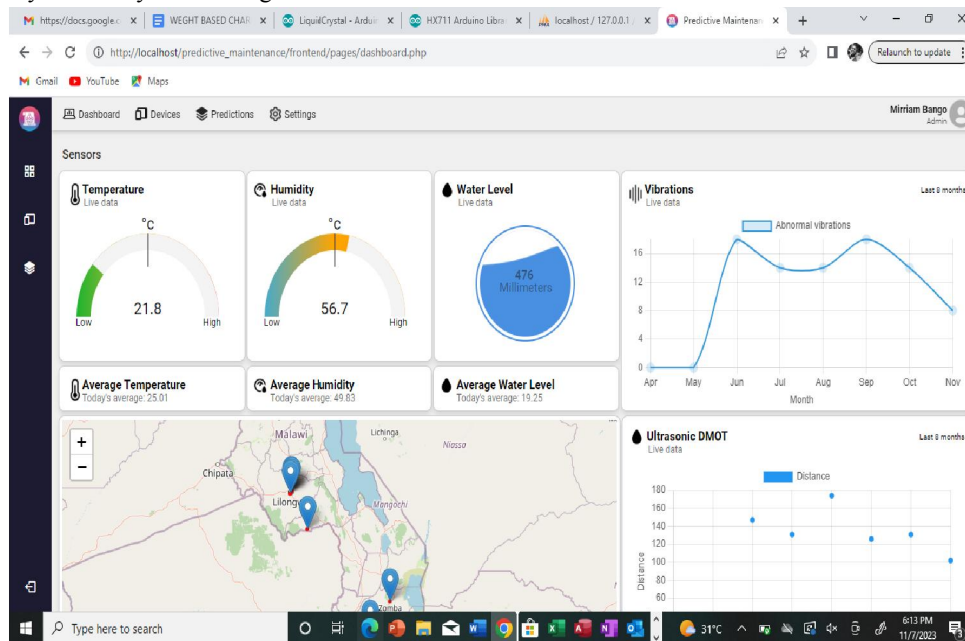 https://docs.google.c
WEGHT BASED CHAR
LiquidCrystal - Arduin
HX711 Arduino Librar
localhost / 127.0.0.1
Predictive Maintenan
http://localhost/predictive_maintenance/frontend/pages/dashboard.php
Relaunch to update
Gmail YouTube Maps
Dashboard Devices Predictions Settings
Mirriam Bango
Admin
Sensors
Temperature
Live data
°C
21.8
Low High
Humidity
Live data
°C
56.7
Low High
Water Level
Live data
476
Millimeters
Vibrations
Last 8 months
Live data
Abnormal vibrations
16
12
8
4
0
Apr May Jun Jul Aug Sep Oct Nov
Month
Average Temperature
Today's average: 25.01
Average Humidity
Today's average: 49.83
Average Water Level
Today's average: 19.25
+
−
Malawi
Lichinga
Niassa
Chipata
Mangochi
Zomba
Ultrasonic DMOT
Last 8 months
Live data
Distance
180
160
140
120
100
80
60
Distance
Type here to search
31°C
6:13 PM
11/7/2023